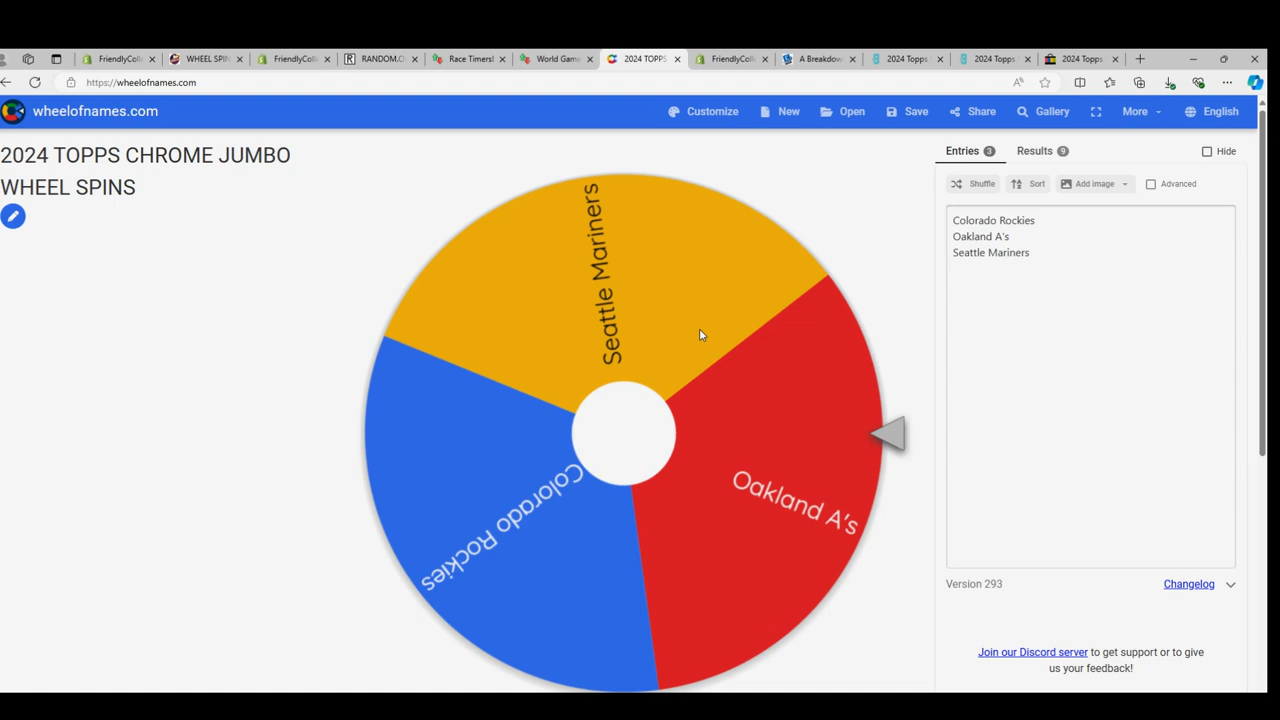 FriendlyColl
WHEEL SPIN
FriendlyColl
RANDOM.O
Race Timers!
World Game
2024 TOPPS
FriendlyColl
A Breakdow
2024 Topps
2024 Topps
2024 Topps
https://wheelofnames.com
wheelofnames.com
Customize
New
Open
Save
Share
Gallery
More
English
2024 TOPPS CHROME JUMBO
WHEEL SPINS
Entries 3
Results 9
Hide
Shuffle
Sort
Add image
Advanced
Colorado Rockies
Oakland A's
Seattle Mariners
Seattle Mariners
Oakland A's
Colorado Rockies
Version 293
Changelog
Join our Discord server to get support or to give
us your feedback!